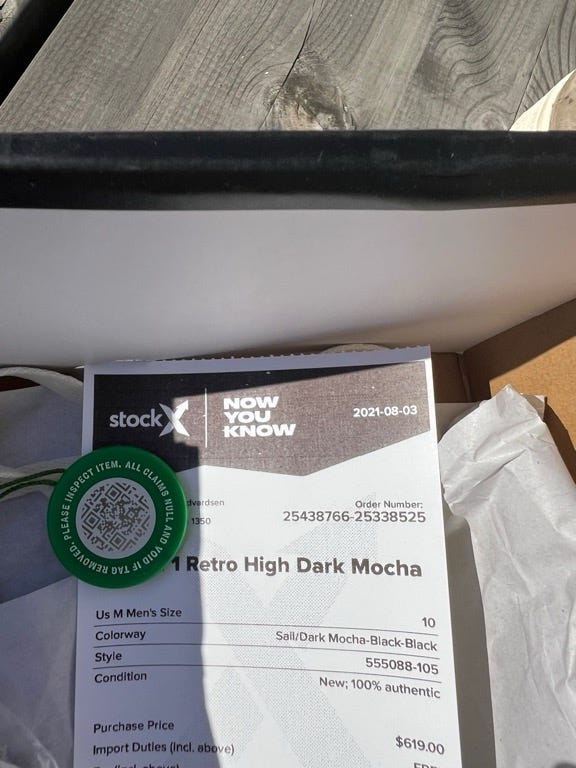 stockX
NOW
YOU
KNOW
2021-08-03
PLEASE INSPECT ITEM. ALL CLAIMS NULL AND VOID IF TAG REMOVED.
dvardsen
1350
Order Number:
25438766-25338525
1 Retro High Dark Mocha
Us M Men's Size 10
Colorway Sail/Dark Mocha-Black-Black
Style 555088-105
Condition New; 100% authentic
Purchase Price $619.00
Import Duties (Incl. above)
(Incl. above)